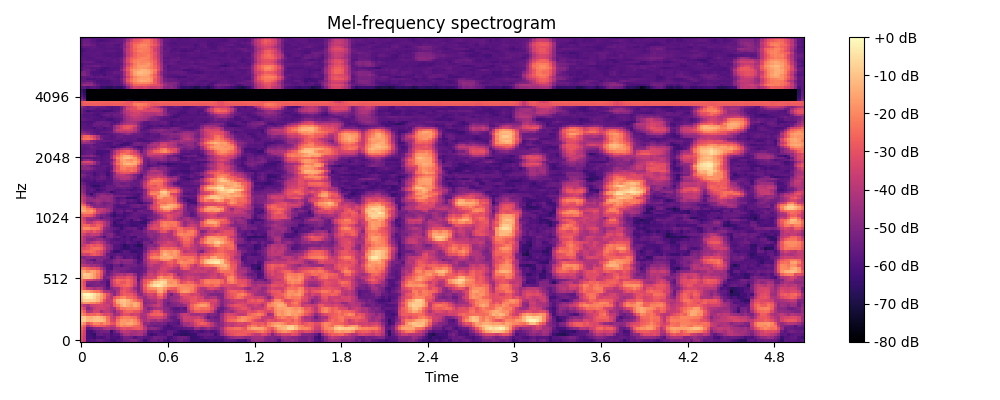 Mel-frequency spectrogram
+0 dB
4096
-10 dB
-20 dB
2048
-30 dB
Hz
-40 dB
1024
-50 dB
512
-60 dB
-70 dB
0
-80 dB
0 0.6 1.2 1.8 2.4 3 3.6 4.2 4.8
Time